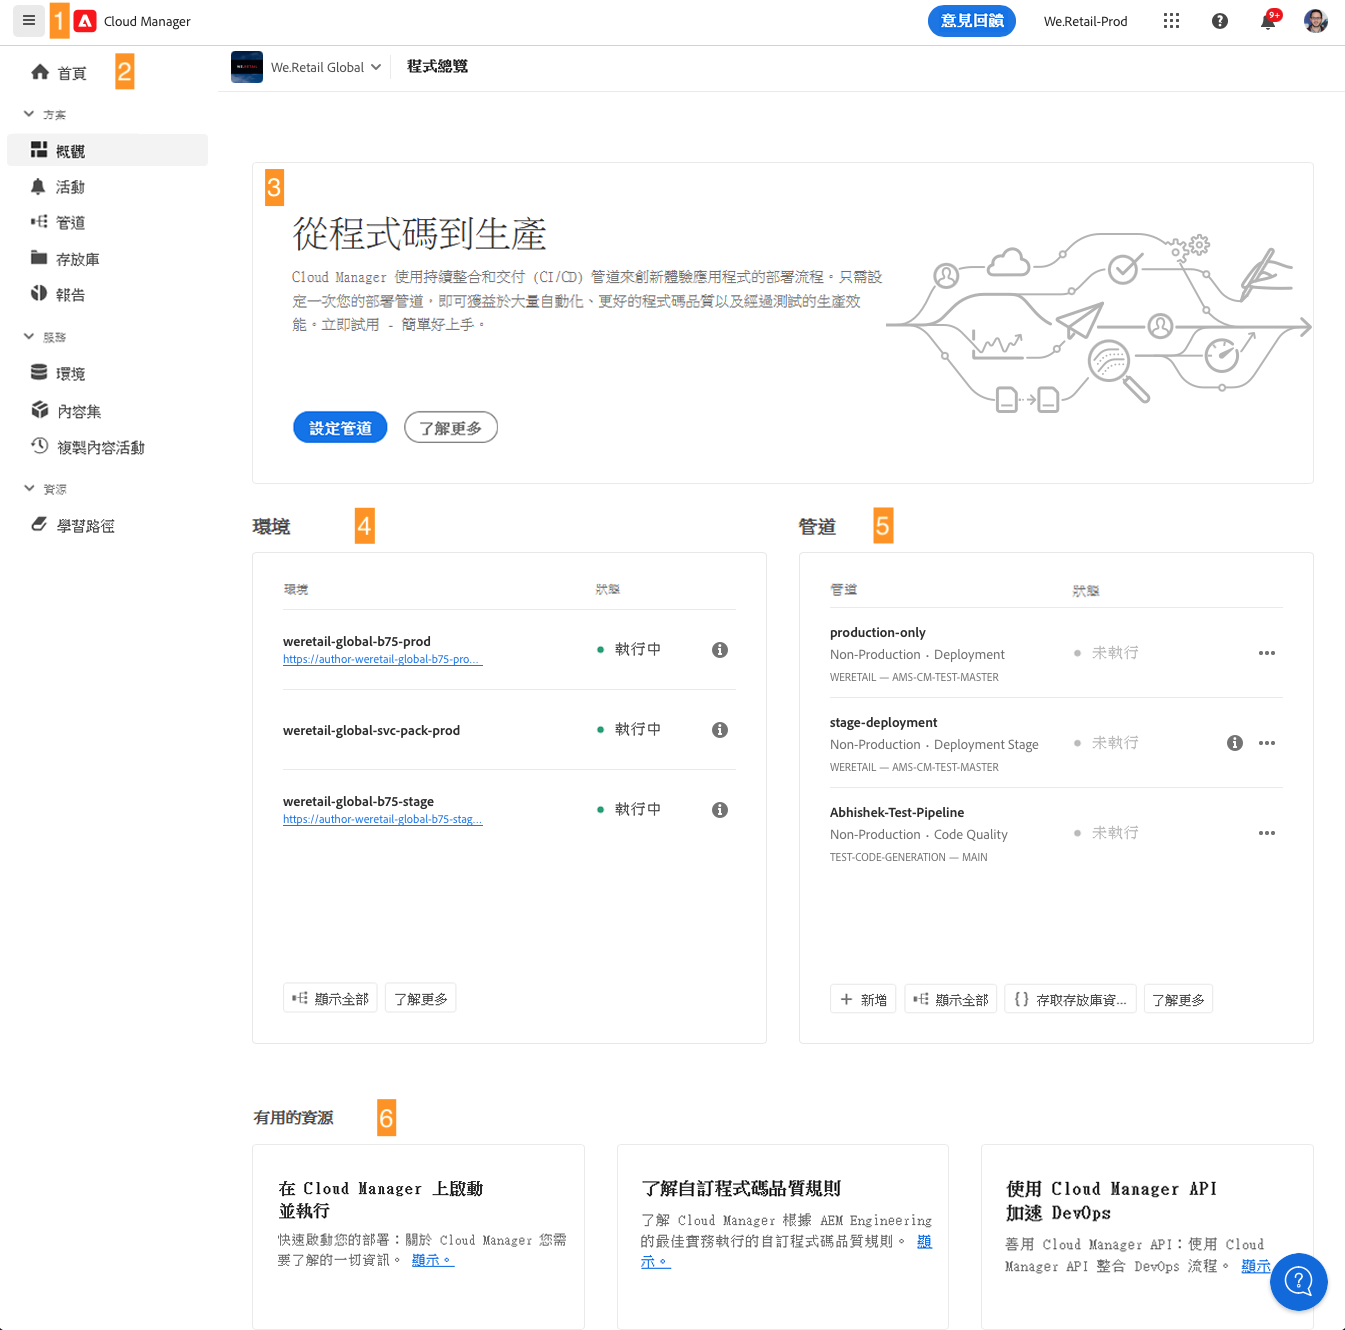 1 Cloud Manager 意見回饋 We.Retail-Prod 9+
首頁 2
We.Retail Global 程式總覽
方案
概觀
活動
管道
存放庫
報告
服務
環境
內容集
複製內容活動
資源
學習路徑
3
從程式碼到生產
Cloud Manager 使用持續整合和交付 (CI/CD) 管道來創新體驗應用程式的部署流程。只需設
定一次您的部署管道，即可獲益於大量自動化、更好的程式碼品質以及經過測試的生產效
能。立即試用 - 簡單好上手。
設定管道 了解更多
環境 4
環境 狀態
weretail-global-b75-prod
https://author-weretail-global-b75-pro...
執行中
weretail-global-svc-pack-prod 執行中
weretail-global-b75-stage
https://author-weretail-global-b75-stag...
執行中
顯示全部 了解更多
管道 5
管道 狀態
production-only
Non-Production · Deployment
WERETAIL — AMS-CM-TEST-MASTER
未執行
stage-deployment
Non-Production · Deployment Stage
WERETAIL — AMS-CM-TEST-MASTER
未執行
Abhishek-Test-Pipeline
Non-Production · Code Quality
TEST-CODE-GENERATION — MAIN
未執行
新增 顯示全部 存取存放庫資... 了解更多
有用的資源 6
在 Cloud Manager 上啟動
並執行
快速啟動您的部署：關於 Cloud Manager 您需
要了解的一切資訊。 顯示。
了解自訂程式碼品質規則
了解 Cloud Manager 根據 AEM Engineering
的最佳實務執行的自訂程式碼品質規則。 顯
示。
使用 Cloud Manager API
加速 DevOps
善用 Cloud Manager API：使用 Cloud
Manager API 整合 DevOps 流程。 顯示